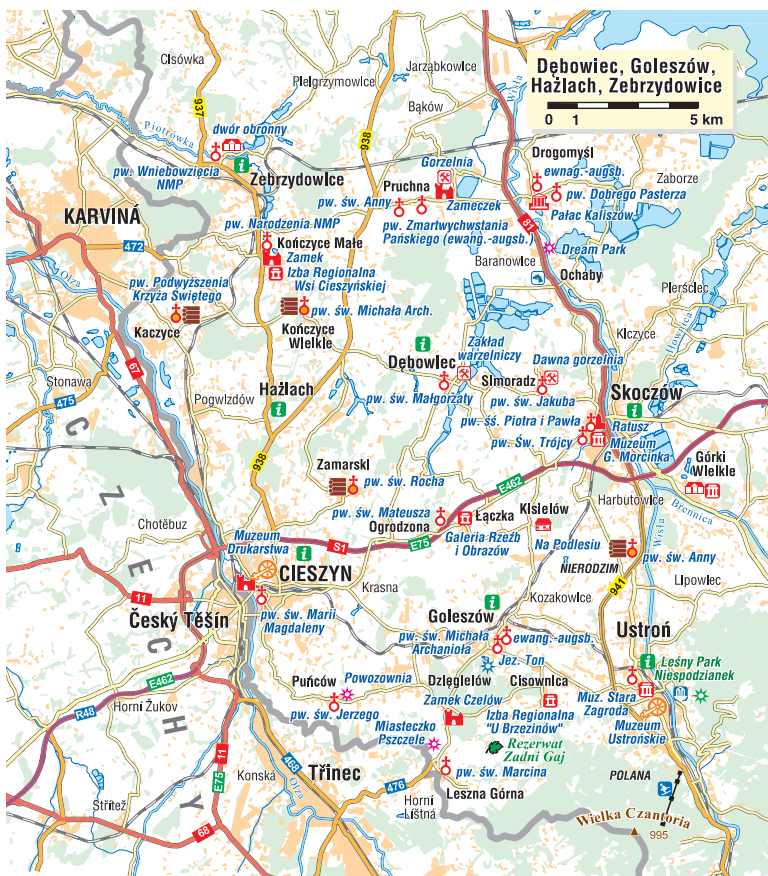 Dębowiec, Goleszów,
Hażlach, Zebrzydowice
0 1 5 km
Cisówka
Pielgrzymowice
Jarząbkowice
Bąków
Wisła
937
938
Piotrówka
dwór obronny
pw. Wniebowzięcia
NMP
Zebrzydowice
Gorzelnia
Pruchna
pw. św. Anny
Zameczek
pw. Zmartwychwstania
Pańskiego (ewang.-augsb.)
Drogomyśl
ewnag.-augsb.
Zaborze
pw. Dobrego Pasterza
Pałac Kaliszów
81
Dream Park
Baranowice
Ochaby
KARVINÁ
472
Olza
pw. Narodzenia NMP
Kończyce Małe
Zamek
Izba Regionalna
Wsi Cieszyńskiej
pw. Podwyższenia
Krzyża Świętego
Kaczyce
pw. św. Michała Arch.
Kończyce
Wielkie
Pierściec
Iłownica
Kiczyce
67
Stonawa
475
Pogwizdów
Hażlach
Dębowiec
Zakład
warzelniczy
pw. św. Małgorzaty
Simoradz
Dawna gorzelnia
pw. św. Jakuba
Skoczów
pw. śś. Piotra i Pawła
Ratusz
pw. Św. Trójcy
Muzeum
G. Morcinka
Górki
Wielkie
938
Zamarski
pw. św. Rocha
E462
Harbutowice
Brennica
pw. św. Mateusza
Ogrodzona
Łączka
Galeria Rzeźb
i Obrazów
Kisielów
Na Podlesiu
Wisła
pw. św. Anny
NIERODZIM
Lipowiec
941
Chotěbuz
Muzeum
Drukarstwa
S1
E75
CIESZYN
Krasna
CZECHY
11
Český Těšín
pw. św. Marii
Magdaleny
Goleszów
Kozakowice
pw. św. Michała
Archanioła
ewang.-augsb.
Jez. Ton
Ustroń
Leśny Park
Niespodzianek
Muz. Stara
Zagroda
Muzeum
Ustrońskie
E462
R48
Horní Žukov
Puńców
Powozownia
pw. św. Jerzego
Dzięgielów
Zamek Czelów
Cisownica
Izba Regionalna
"U Brzezinów"
Miasteczko
Pszczele
Rezerwat
Zadni Gaj
11
E75
468
Olza
Konská
Třinec
476
pw. św. Marcina
Leszna Górna
Horní
Líštná
POLANA
Wielka Czantoria
995
Střítež
68